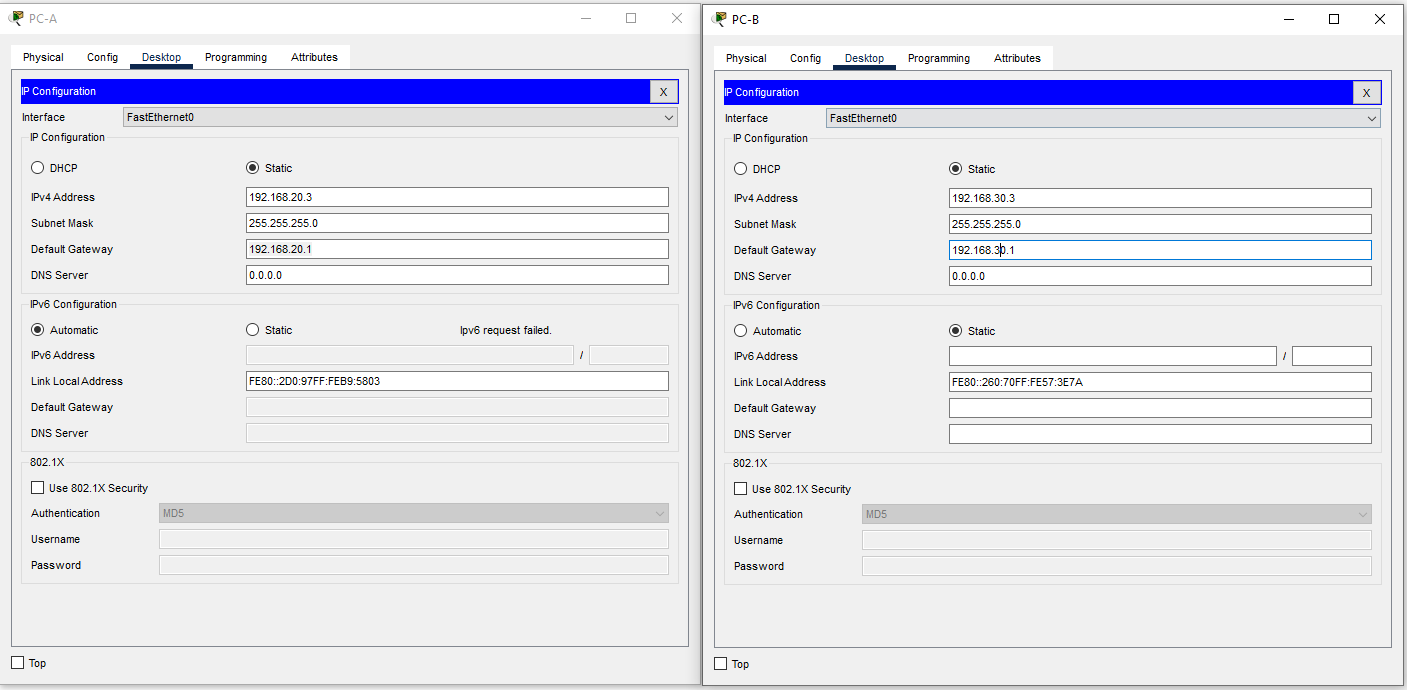 PC-A
Physical Config Desktop Programming Attributes
IP Configuration X
Interface FastEthernet0
IP Configuration
DHCP Static
IPv4 Address 192.168.20.3
Subnet Mask 255.255.255.0
Default Gateway 192.168.20.1
DNS Server 0.0.0.0
IPv6 Configuration
Automatic Static Ipv6 request failed.
IPv6 Address /
Link Local Address FE80::2D0:97FF:FEB9:5803
Default Gateway
DNS Server
802.1X
Use 802.1X Security
Authentication MD5
Username
Password
Top
PC-B
Physical Config Desktop Programming Attributes
IP Configuration X
Interface FastEthernet0
IP Configuration
DHCP Static
IPv4 Address 192.168.30.3
Subnet Mask 255.255.255.0
Default Gateway 192.168.30.1
DNS Server 0.0.0.0
IPv6 Configuration
Automatic Static
IPv6 Address /
Link Local Address FE80::260:70FF:FE57:3E7A
Default Gateway
DNS Server
802.1X
Use 802.1X Security
Authentication MD5
Username
Password
Top